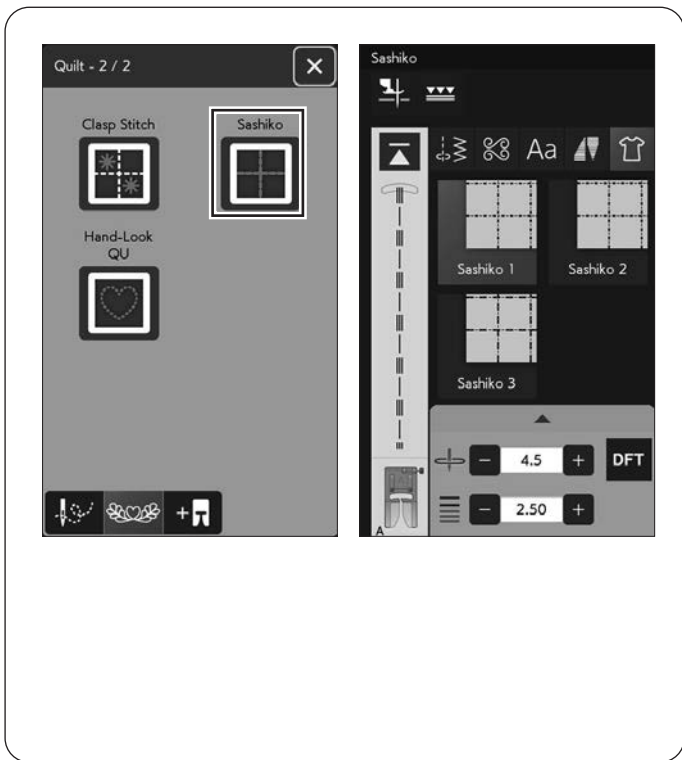 Quilt - 2 / 2
Clasp Stitch
Sashiko
Hand-Look
QU
Sashiko
Aa
Sashiko 1
Sashiko 2
Sashiko 3
4.5
DFT
2.50
A